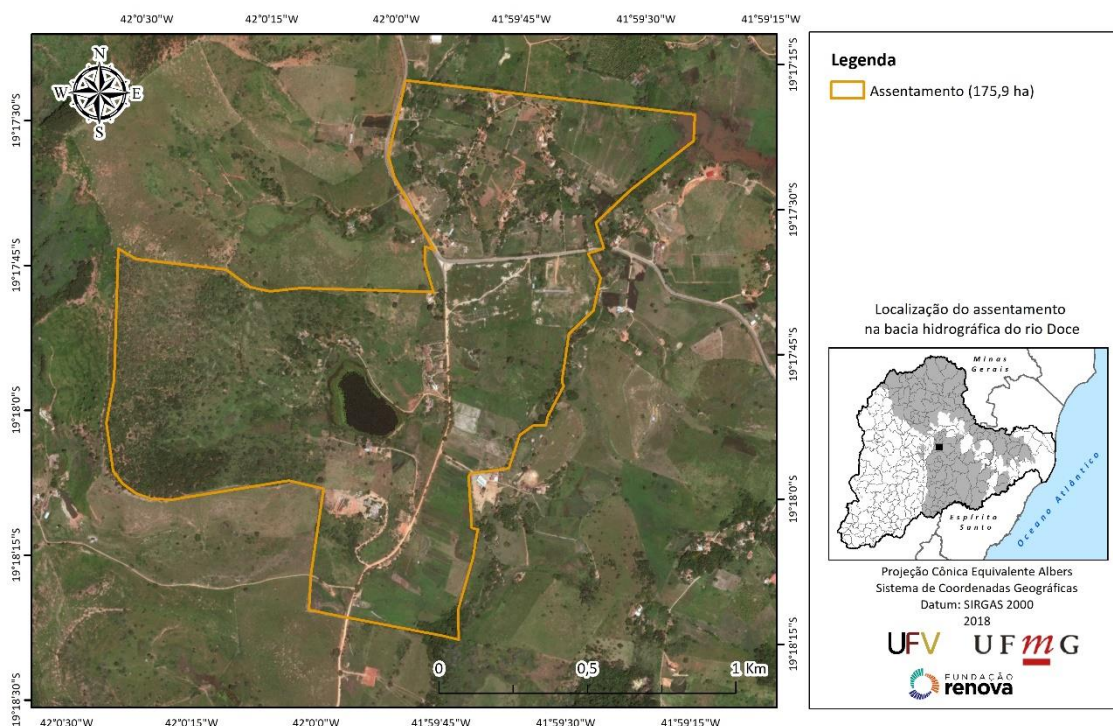 42°0'30"W 42°0'15"W 42°0'0"W 41°59'45"W 41°59'30"W 41°59'15"W
N
W E
S
19°17'30"S
19°17'45"S
19°18'0"S
19°18'15"S
19°18'30"S
19°17'15"S
19°17'30"S
19°17'45"S
19°18'0"S
19°18'15"S
0 0,5 1 Km
42°0'30"W 42°0'15"W 42°0'0"W 41°59'45"W 41°59'30"W 41°59'15"W
Legenda
Assentamento (175,9 ha)
Localização do assentamento
na bacia hidrográfica do rio Doce
Minas
Gerais
Espírito
Santo
Oceano Atlântico
Projeção Cônica Equivalente Albers
Sistema de Coordenadas Geográficas
Datum: SIRGAS 2000
2018
UFV UFMG
FUNDAÇÃO
renova